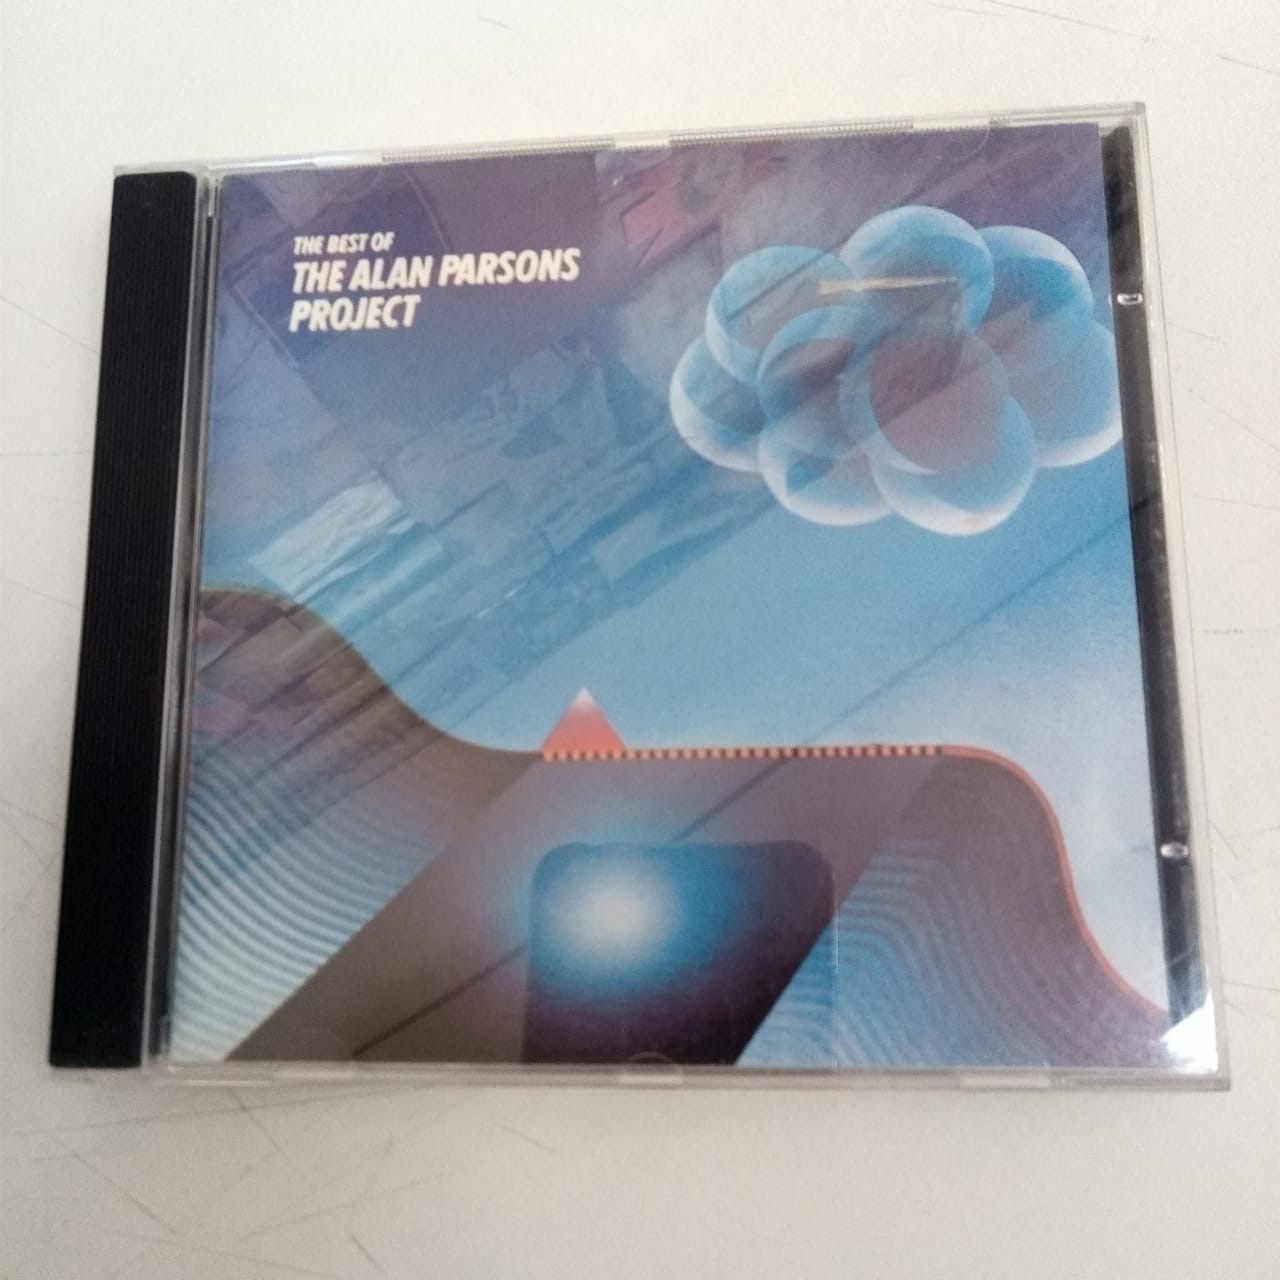 THE BEST OF
THE ALAN PARSONS
PROJECT